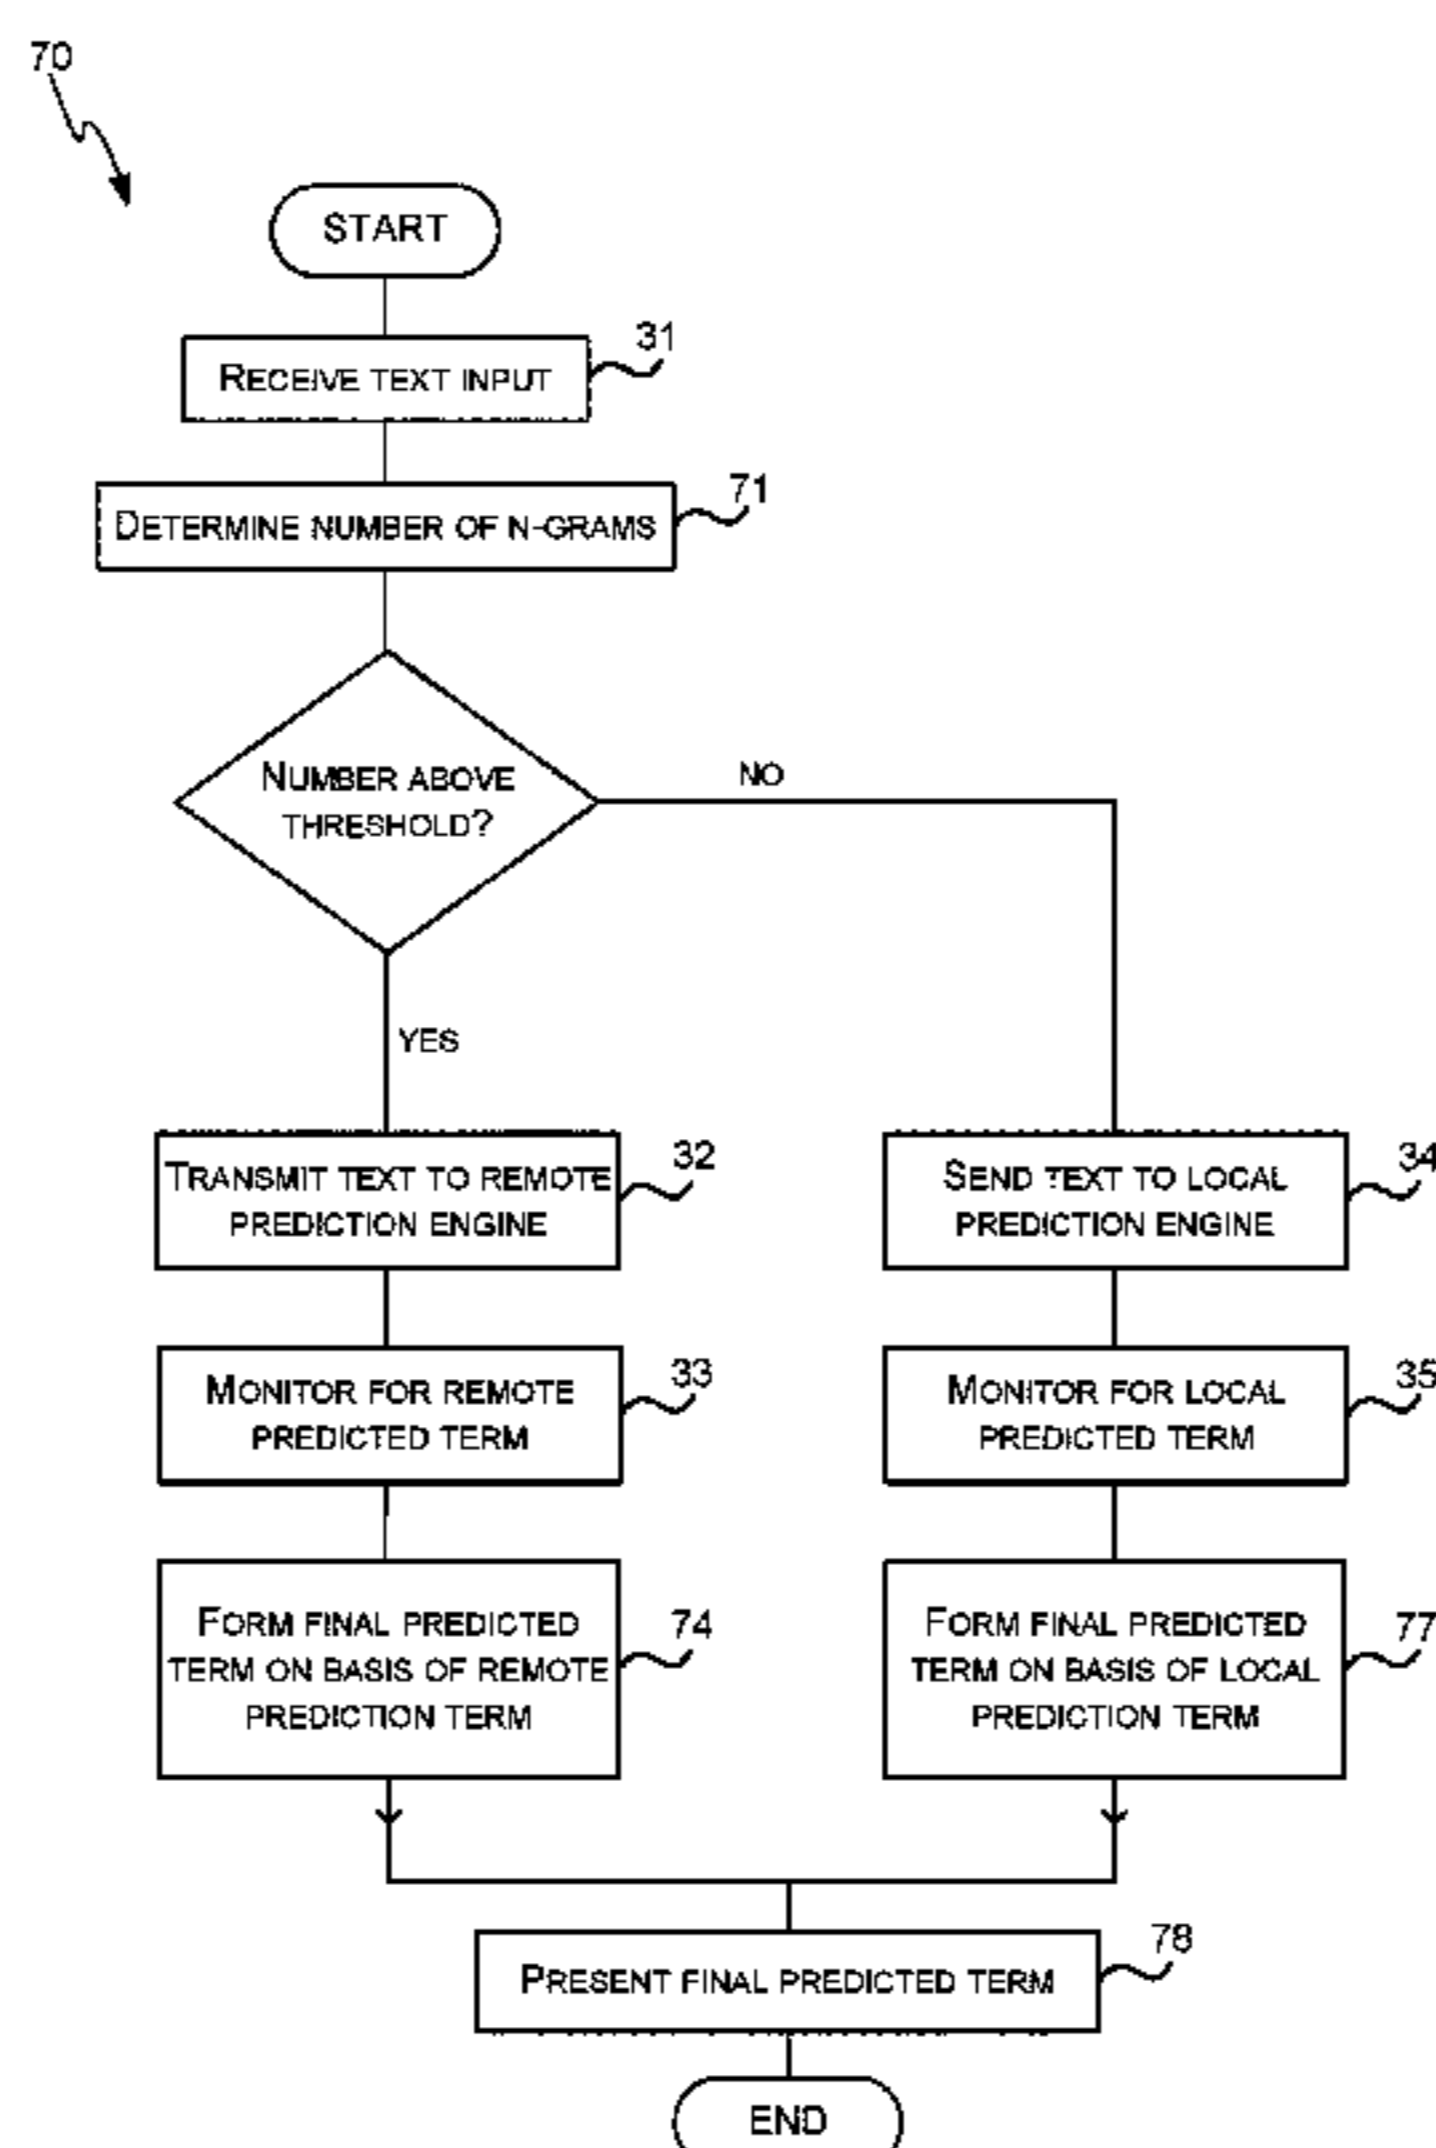 70
START
RECEIVE TEXT INPUT
31
DETERMINE NUMBER OF N-GRAMS
71
NUMBER ABOVE
THRESHOLD?
NO
YES
TRANSMIT TEXT TO REMOTE
PREDICTION ENGINE
32
SEND TEXT TO LOCAL
PREDICTION ENGINE
34
MONITOR FOR REMOTE
PREDICTED TERM
33
MONITOR FOR LOCAL
PREDICTED TERM
35
FORM FINAL PREDICTED
TERM ON BASIS OF REMOTE
PREDICTION TERM
74
FORM FINAL PREDICTED
TERM ON BASIS OF LOCAL
PREDICTION TERM
77
PRESENT FINAL PREDICTED TERM
78
END